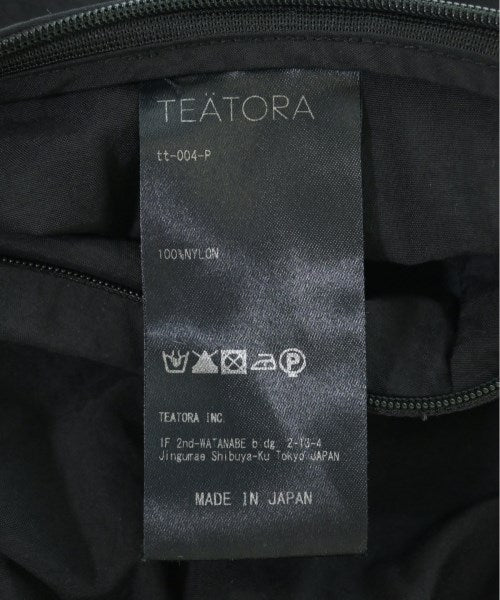 TEÄTORA
tt-004-P
100%NYLON
P
TEATORA INC.
1F 2nd-WATANABE b dg. 2-13-4
Jingumae Shibuya-Ku Tokyo JAPAN
MADE IN JAPAN